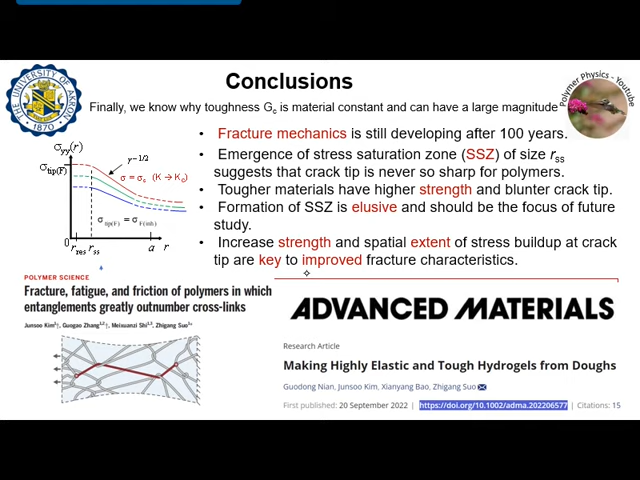 Conclusions
THE UNIVERSITY OF AKRON
1870
Polymer Physics - Youtube
Finally, we know why toughness Gc is material constant and can have a large magnitude
• Fracture mechanics is still developing after 100 years.
• Emergence of stress saturation zone (SSZ) of size rss
suggests that crack tip is never so sharp for polymers.
• Tougher materials have higher strength and blunter crack tip.
• Formation of SSZ is elusive and should be the focus of future
study.
• Increase strength and spatial extent of stress buildup at crack
tip are key to improved fracture characteristics.
σyy(r)
σtip(F)
r−1/2
σ = σc (K → Kc)
σtip(F) = σF(inh)
0
rres rss a r
POLYMER SCIENCE
Fracture, fatigue, and friction of polymers in which
entanglements greatly outnumber cross-links
Junsoo Kim1†, Guogao Zhang1,2†, Meixuanzi Shi1,3, Zhigang Suo1*
ADVANCED MATERIALS
Research Article
Making Highly Elastic and Tough Hydrogels from Doughs
Guodong Nian, Junsoo Kim, Xianyang Bao, Zhigang Suo
First published: 20 September 2022 | https://doi.org/10.1002/adma.202206577 | Citations: 15